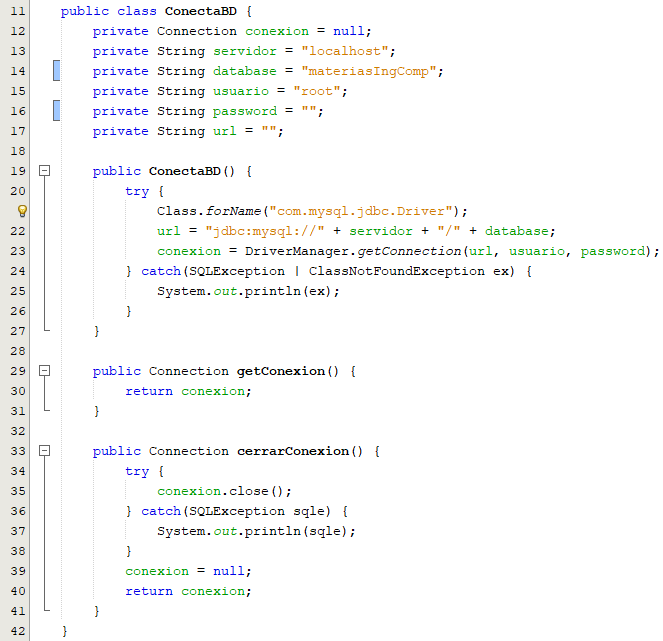 11 public class ConectaBD {
12     private Connection conexion = null;
13     private String servidor = "localhost";
14     private String database = "materiasIngComp";
15     private String usuario = "root";
16     private String password = "";
17     private String url = "";
18
19     public ConectaBD() {
20         try {
            Class.forName("com.mysql.jdbc.Driver");
22             url = "jdbc:mysql://" + servidor + "/" + database;
23             conexion = DriverManager.getConnection(url, usuario, password);
24         } catch(SQLException | ClassNotFoundException ex) {
25             System.out.println(ex);
26         }
27     }
28
29     public Connection getConexion() {
30         return conexion;
31     }
32
33     public Connection cerrarConexion() {
34         try {
35             conexion.close();
36         } catch(SQLException sqle) {
37             System.out.println(sqle);
38         }
39         conexion = null;
40         return conexion;
41     }
42 }